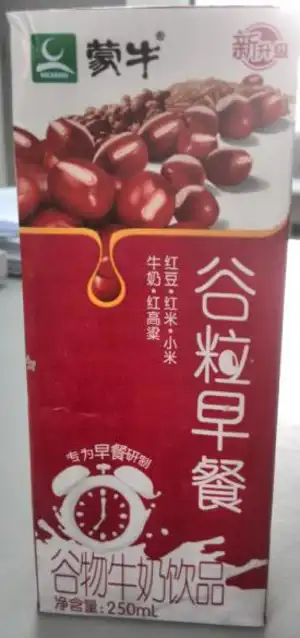 蒙牛®
MENGNIU
新升级
谷粒早餐
红豆·红米·小米
牛奶·红高粱
专为早餐研制
谷物牛奶饮品
净含量:250mL